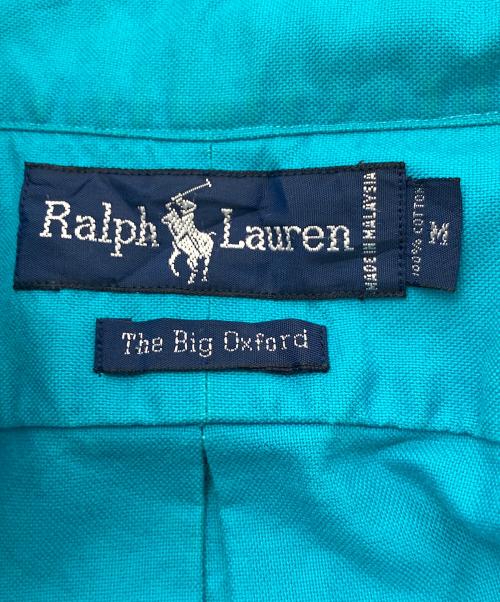 Ralph Lauren
MADE IN MALAYSIA
100% COTTON
M
The Big Oxford